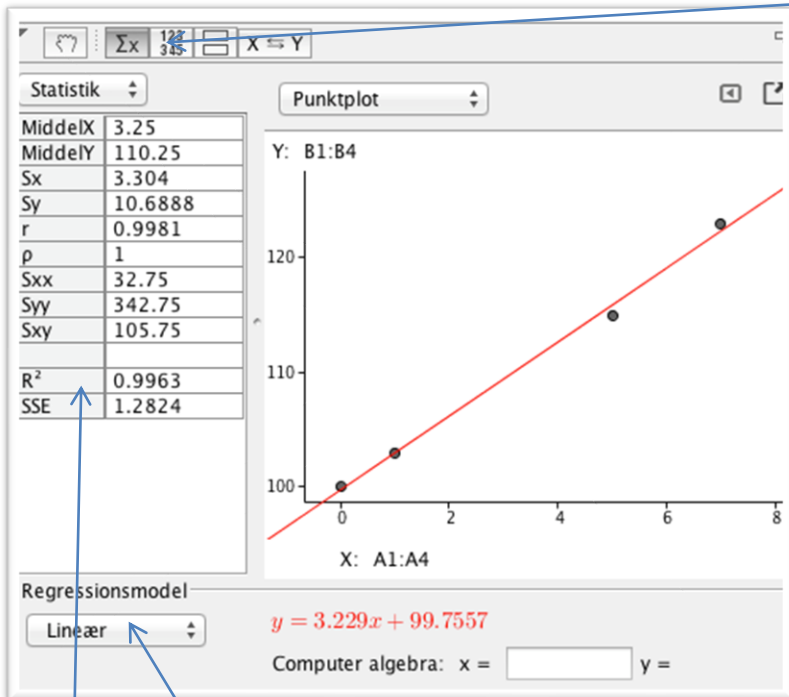 Σx 123 345 X ⇆ Y
Statistik
Punktplot
MiddelX 3.25
MiddelY 110.25
Sx 3.304
Sy 10.6888
r 0.9981
ρ 1
Sxx 32.75
Syy 342.75
Sxy 105.75
R² 0.9963
SSE 1.2824
Y: B1:B4
120
110
100
0 2 4 6 8
X: A1:A4
Regressionsmodel
Lineær
y = 3.229x + 99.7557
Computer algebra: x = y =